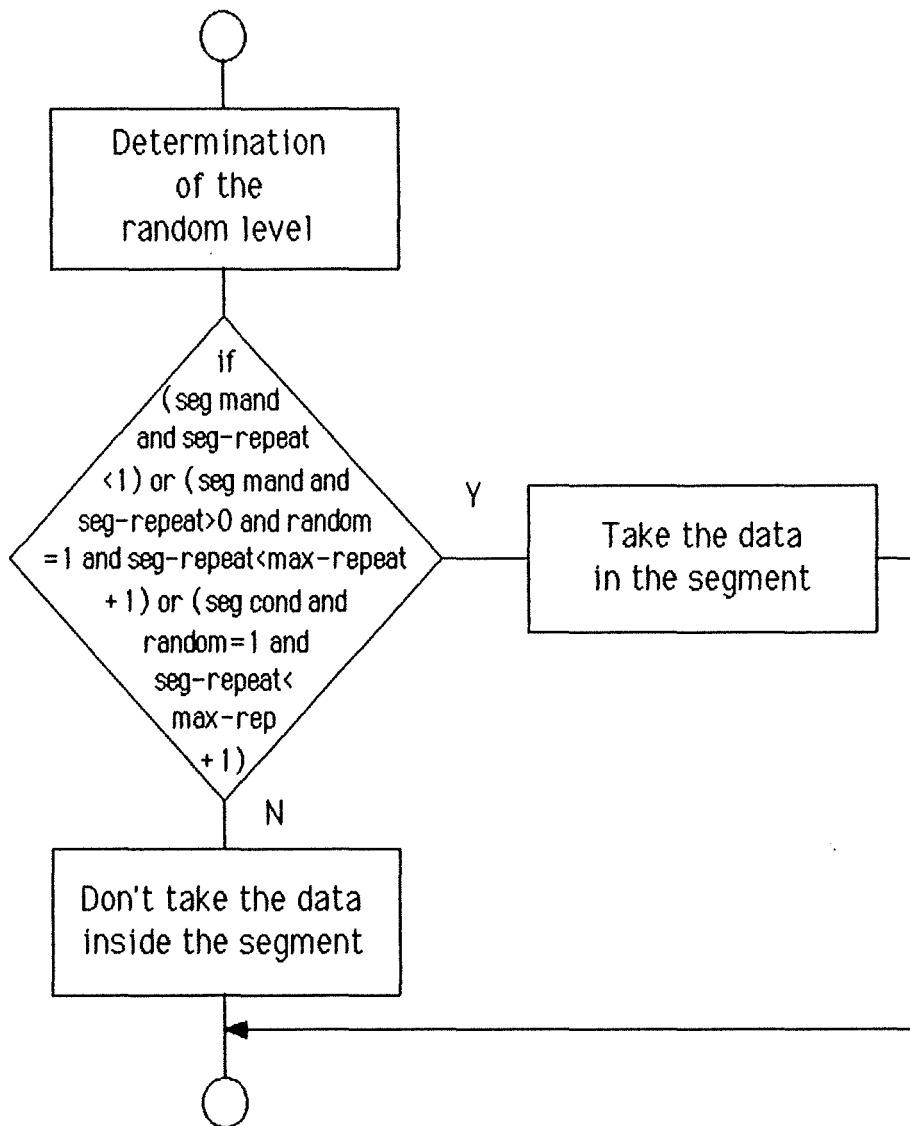 Determination
of the
random level
if
(seg mand
and seg-repeat
<1) or (seg mand and
seg-repeat>0 and random
=1 and seg-repeat<max-repeat
+1) or (seg cond and
random=1 and
seg-repeat<
max-rep
+1)
Y
Take the data
in the segment
N
Don't take the data
inside the segment